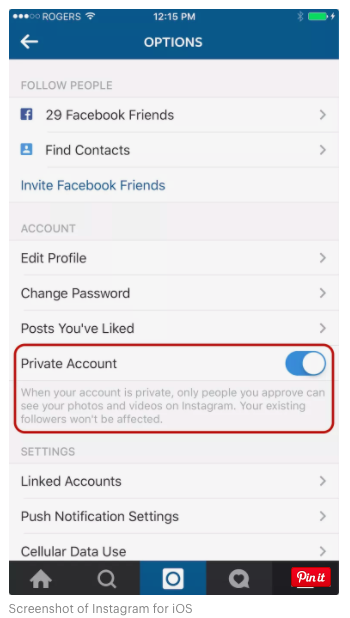 ROGERS 12:15 PM
OPTIONS
FOLLOW PEOPLE
29 Facebook Friends
Find Contacts
Invite Facebook Friends
ACCOUNT
Edit Profile
Change Password
Posts You've Liked
Private Account
When your account is private, only people you approve can
see your photos and videos on Instagram. Your existing
followers won't be affected.
SETTINGS
Linked Accounts
Push Notification Settings
Cellular Data Use
Pin it
Screenshot of Instagram for iOS